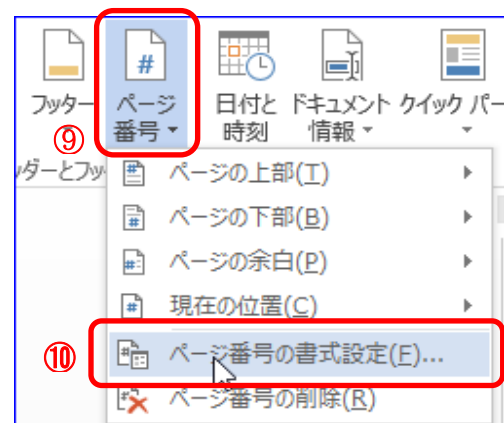 フッター ページ 日付と ドキュメント クイック パー
番号 時刻 情報
⑨
ダーとフッ
ページの上部(T)
ページの下部(B)
ページの余白(P)
現在の位置(C)
⑩ ページ番号の書式設定(F)...
ページ番号の削除(R)